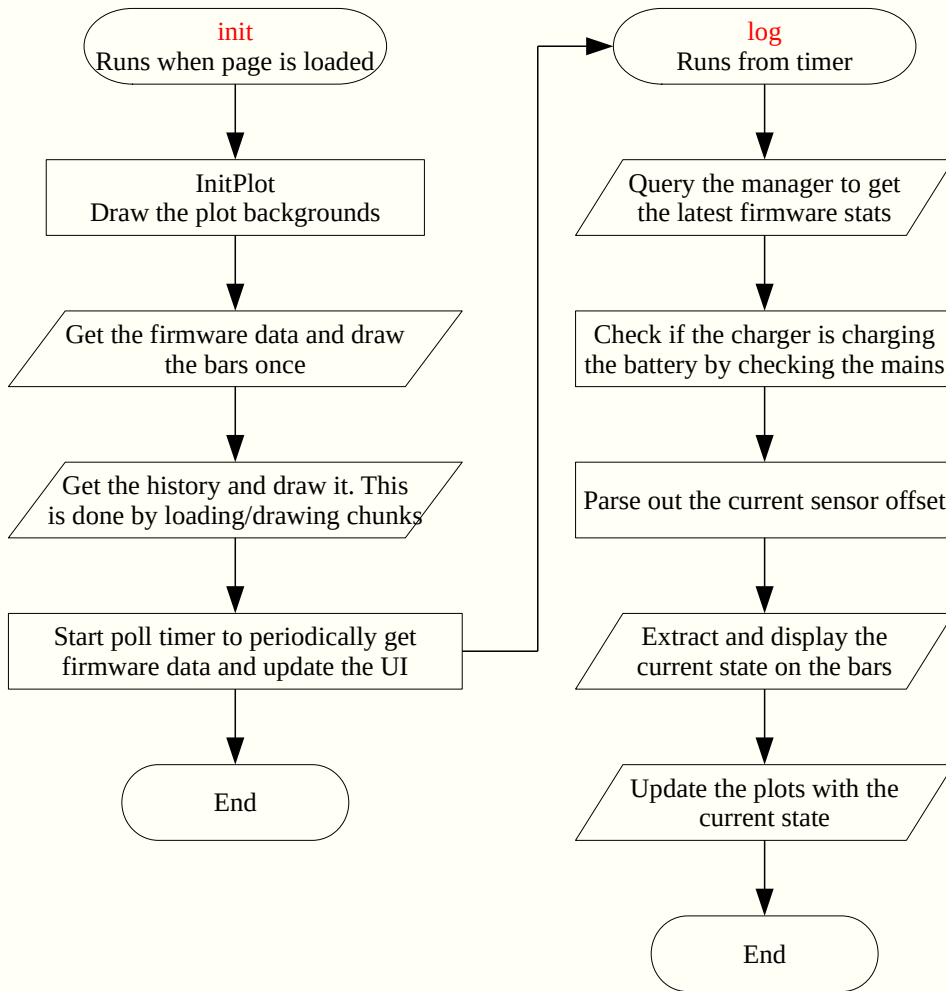 init
Runs when page is loaded
InitPlot
Draw the plot backgrounds
Get the firmware data and draw
the bars once
Get the history and draw it. This
is done by loading/drawing chunks
Start poll timer to periodically get
firmware data and update the UI
End
log
Runs from timer
Query the manager to get
the latest firmware stats
Check if the charger is charging
the battery by checking the mains
Parse out the current sensor offset
Extract and display the
current state on the bars
Update the plots with the
current state
End